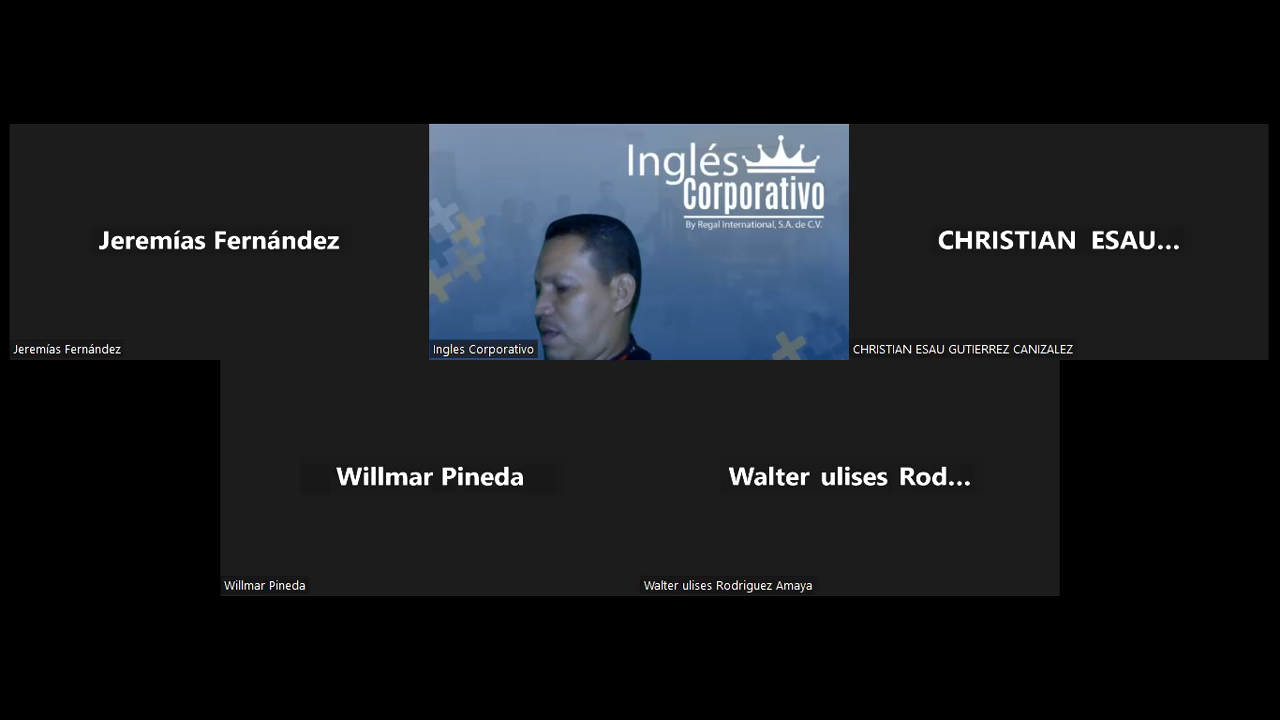 Jeremías Fernández
Jeremías Fernández
Inglés
Corporativo
By Regal International, S.A. de C.V.
Ingles Corporativo
CHRISTIAN ESAU...
CHRISTIAN ESAU GUTIERREZ CANIZALEZ
Willmar Pineda
Willmar Pineda
Walter ulises Rod...
Walter ulises Rodriguez Amaya